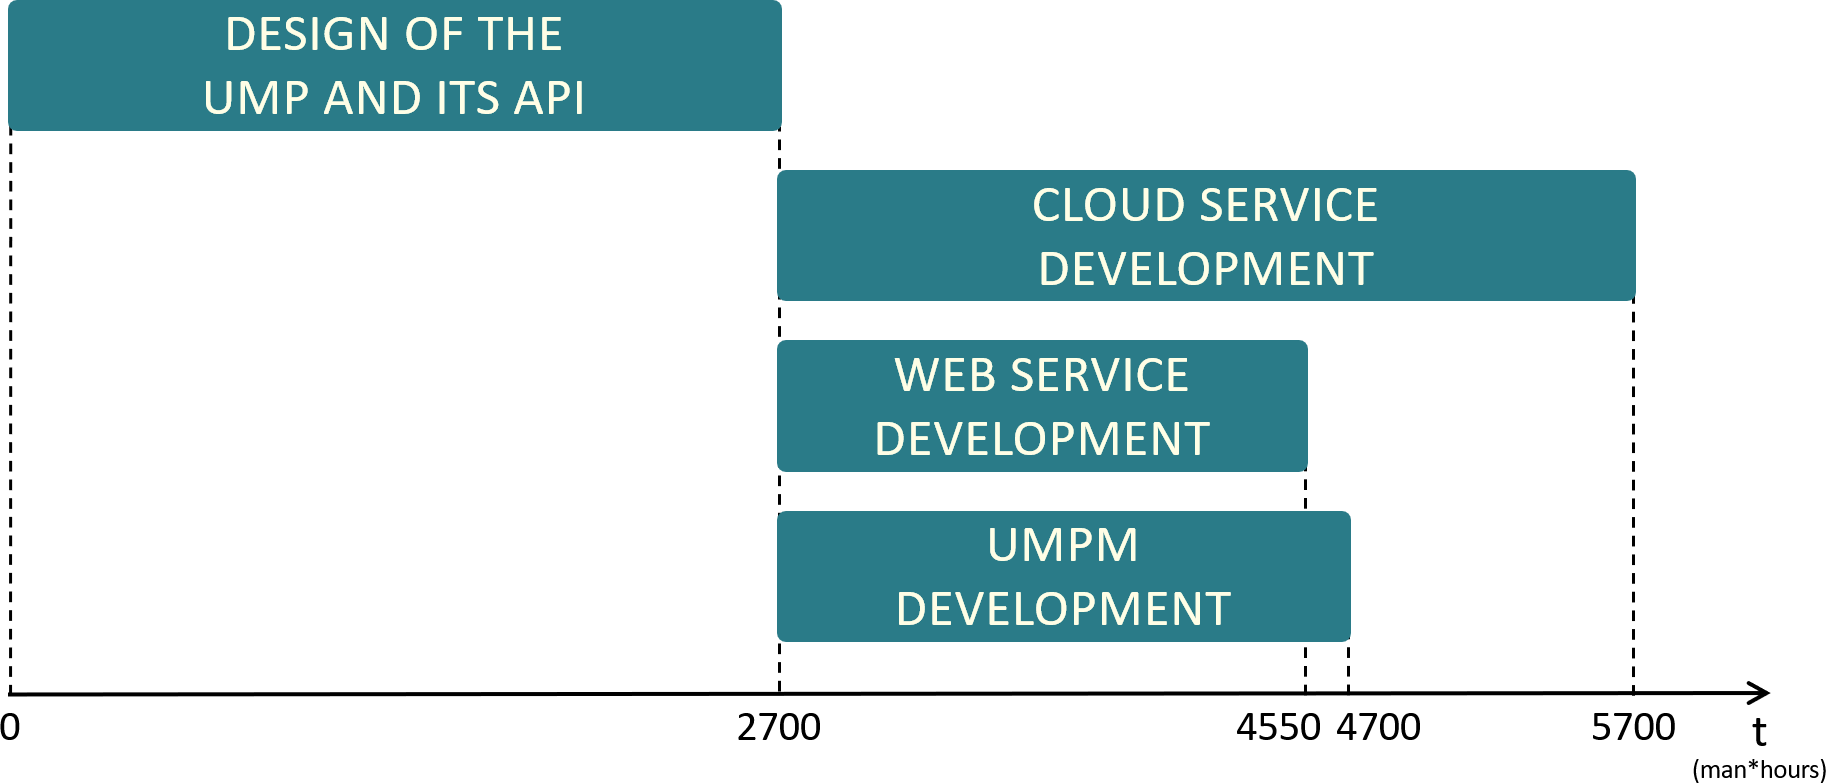 DESIGN OF THE
UMP AND ITS API
CLOUD SERVICE
DEVELOPMENT
WEB SERVICE
DEVELOPMENT
UMPM
DEVELOPMENT
0 2700 4550 4700 5700 t
(man*hours)